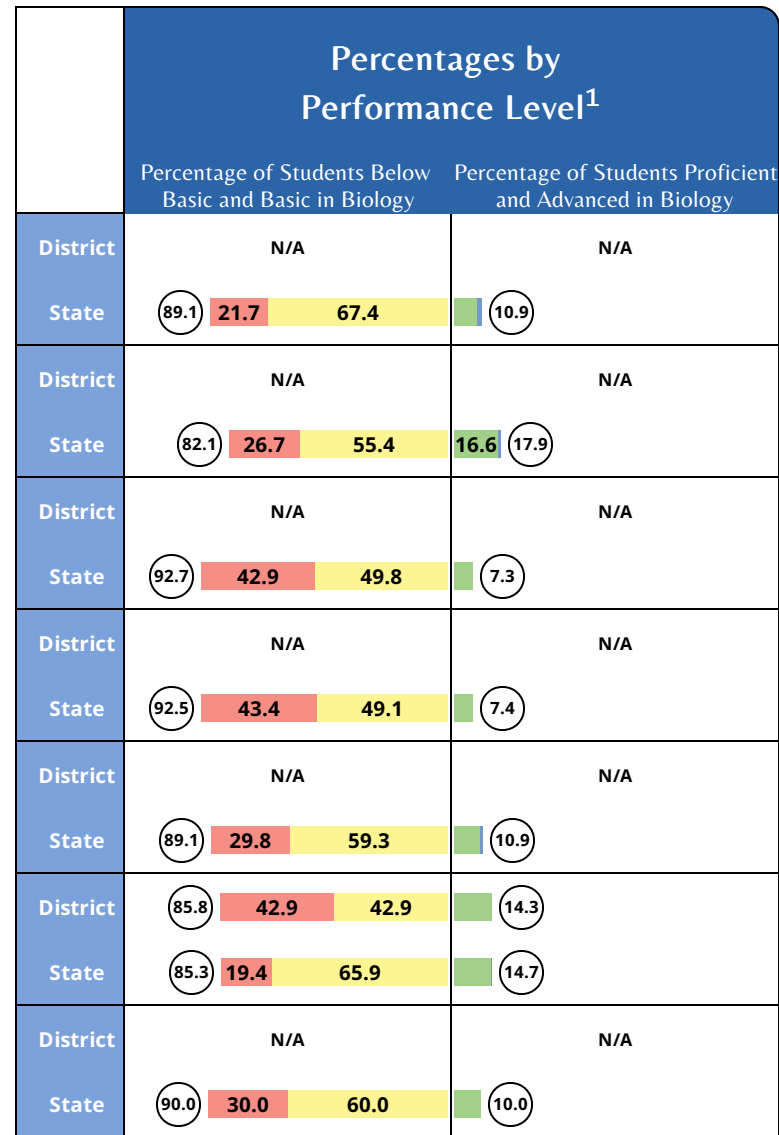 Percentages by
Performance Level1
Percentage of Students Below
Basic and Basic in Biology
Percentage of Students Proficient
and Advanced in Biology
District N/A N/A
State 89.1 21.7 67.4 10.9
District N/A N/A
State 82.1 26.7 55.4 16.6 17.9
District N/A N/A
State 92.7 42.9 49.8 7.3
District N/A N/A
State 92.5 43.4 49.1 7.4
District N/A N/A
State 89.1 29.8 59.3 10.9
District 85.8 42.9 42.9 14.3
State 85.3 19.4 65.9 14.7
District N/A N/A
State 90.0 30.0 60.0 10.0